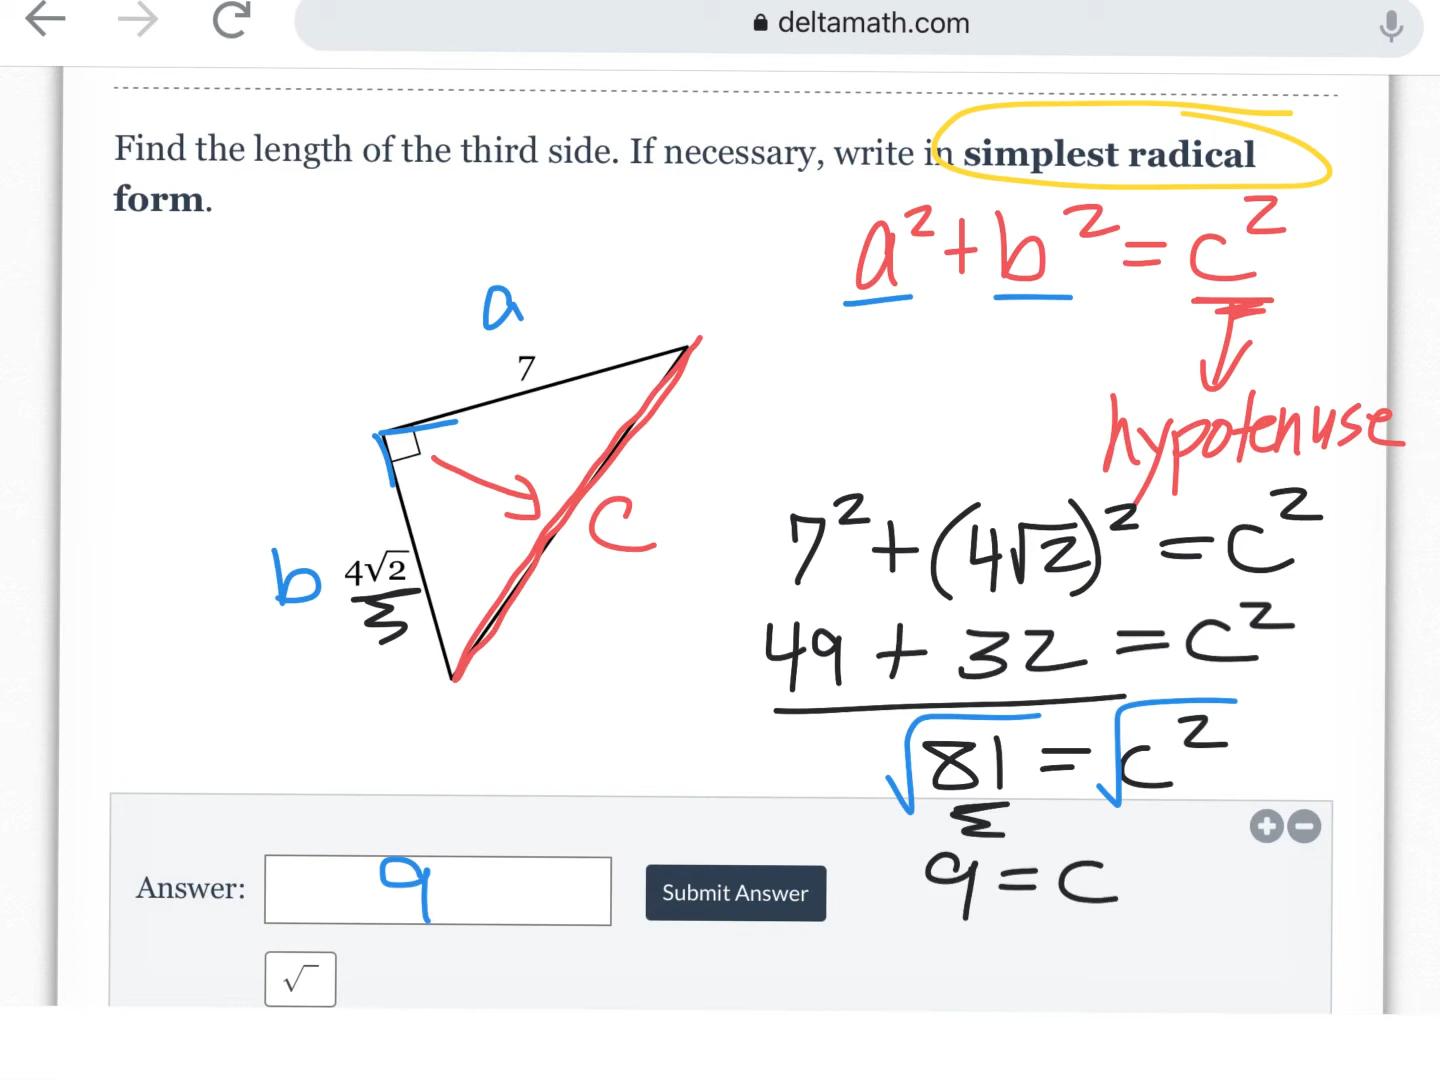 deltamath.com
Find the length of the third side. If necessary, write in simplest radical
form.
a² + b² = c²
a
7
hypotenuse
c
b
4√2
7² + (4√2)² = c²
49 + 32 = c²
√81 = √c²
9 = c
Answer: 9
Submit Answer
√